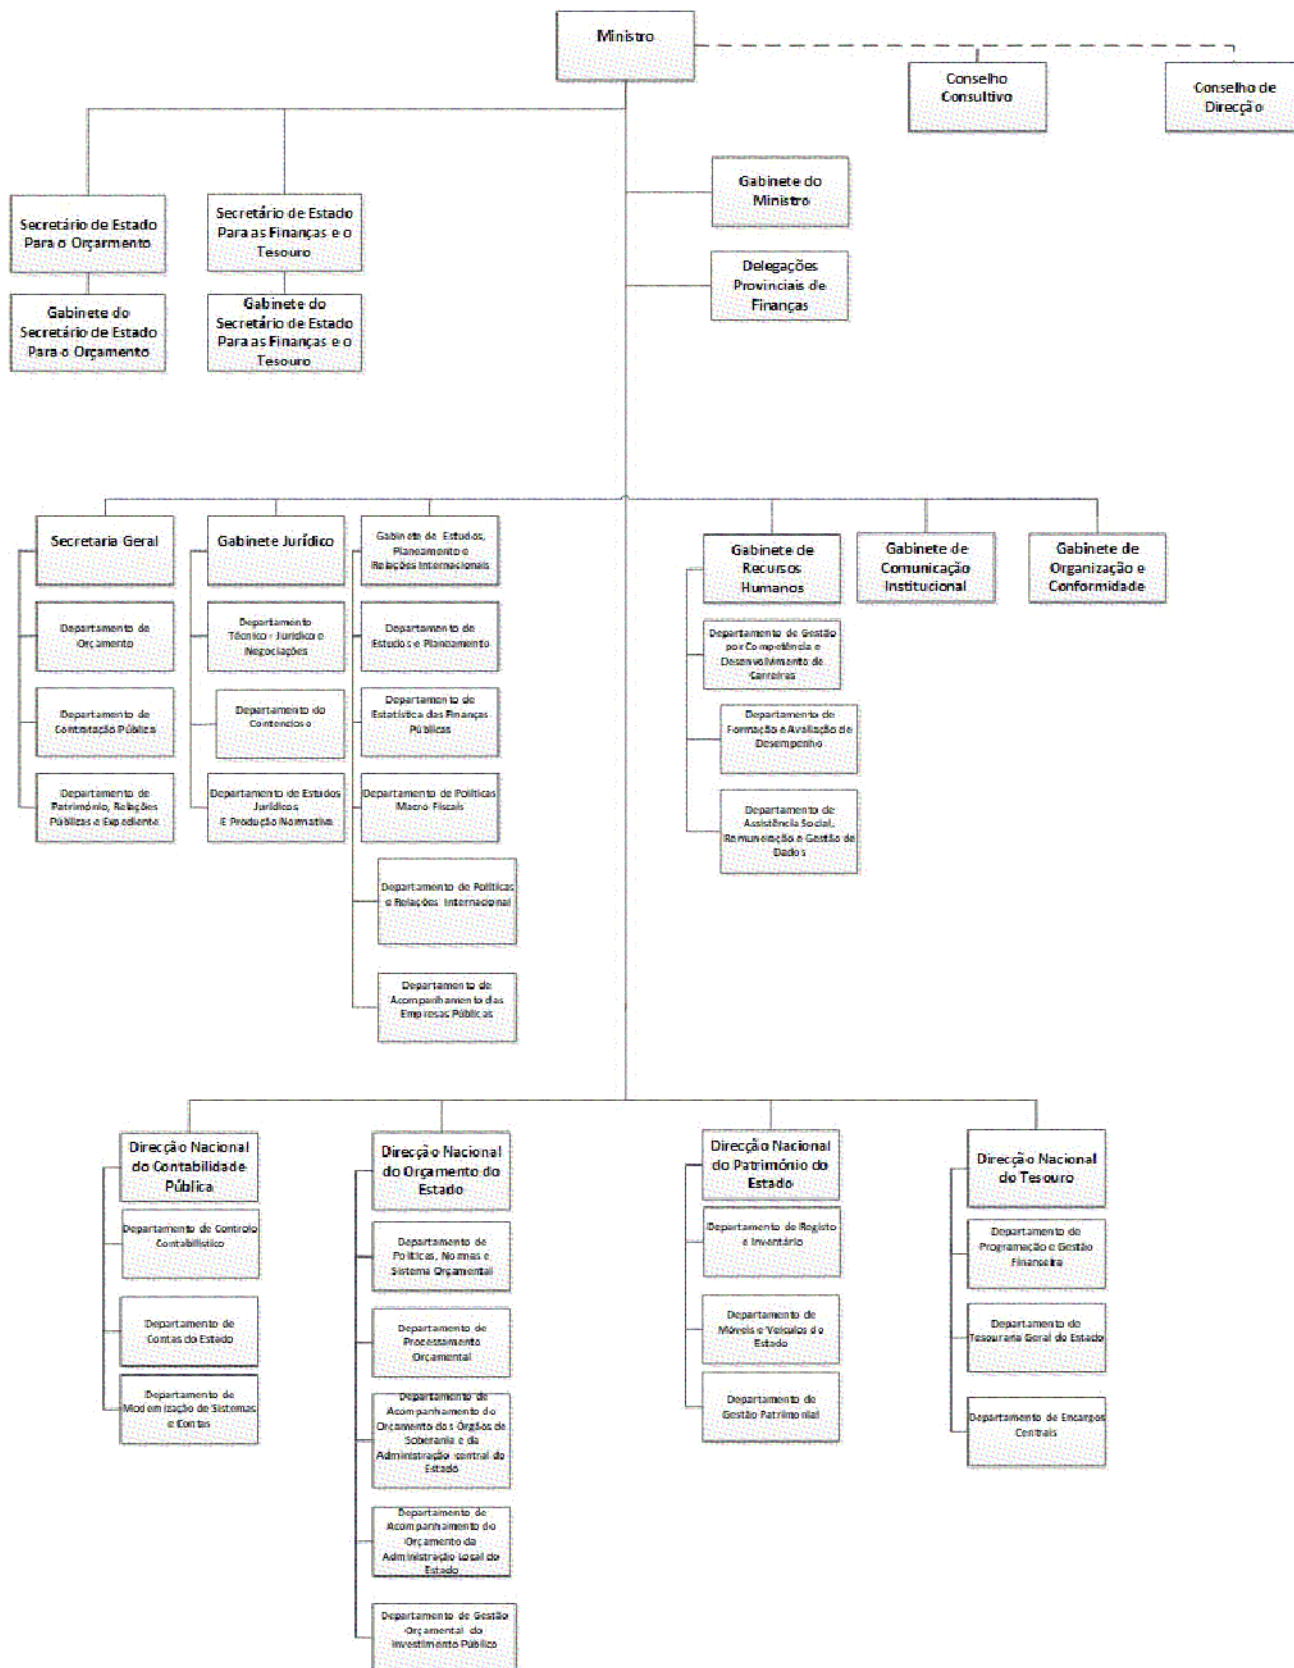 Ministro
Conselho
Consultivo
Conselho de
Direcção
Gabinete do
Ministro
Secretário de Estado
Para o Orçarmento
Secretário de Estado
Para as Finanças e o
Tesouro
Delegações
Provinciais de
Finanças
Gabinete do
Secretário de Estado
Para o Orçamento
Gabinete do
Secretário de Estado
Para as Finanças e o
Tesouro
Secretaria Geral
Departamento de
Orçamento
Departamento de
Contratação Pública
Departamento de
Património, Relações
Públicas e Expediente
Gabinete Jurídico
Departamento
Técnico - Jurídico e
Negociações
Departamento do
Contencioso
Departamento de Estudos
Jurídicos
E Produção Normativa
Gabinete de Estudos,
Planeamento e
Relações Internacionais
Departamento de
Estudos e Planeamento
Departamento de
Estatística das Finanças
Públicas
Departamento de Políticas
Macro Fiscais
Departamento de Políticas
e Relações Internacional
Departamento de
Acompanhamento das
Empresas Públicas
Gabinete de
Recursos
Humanos
Departamento de Gestão
por Competência e
Desenvolvimento de
Carreiras
Departamento de
Formação e Avaliação de
Desempenho
Departamento de
Assistência Social,
Remuneração e Gestão de
Dados
Gabinete de
Comunicação
Institucional
Gabinete de
Organização e
Conformidade
Direcção Nacional
do Contabilidade
Pública
Departamento de Controlo
Contabilístico
Departamento de
Contas do Estado
Departamento de
Modernização de Sistemas
e Contas
Direcção Nacional
do Orçamento do
Estado
Departamento de
Políticas, Normas e
Sistema Orçamental
Departamento de
Processamento
Orçamental
Departamento de
Acompanhamento do
Orçamento dos Órgãos de
Soberania e da
Administração central do
Estado
Departamento de
Acompanhamento do
Orçamento da
Administração Local do
Estado
Departamento de Gestão
Orçamental do
Investimento Público
Direcção Nacional
do Património do
Estado
Departamento de Registo
e Inventário
Departamento de
Móveis e Veículos do
Estado
Departamento de
Gestão Patrimonial
Direcção Nacional
do Tesouro
Departamento de
Programação e Gestão
Financeira
Departamento de
Tesouraria Geral do Estado
Departamento de Encargos
Centrais